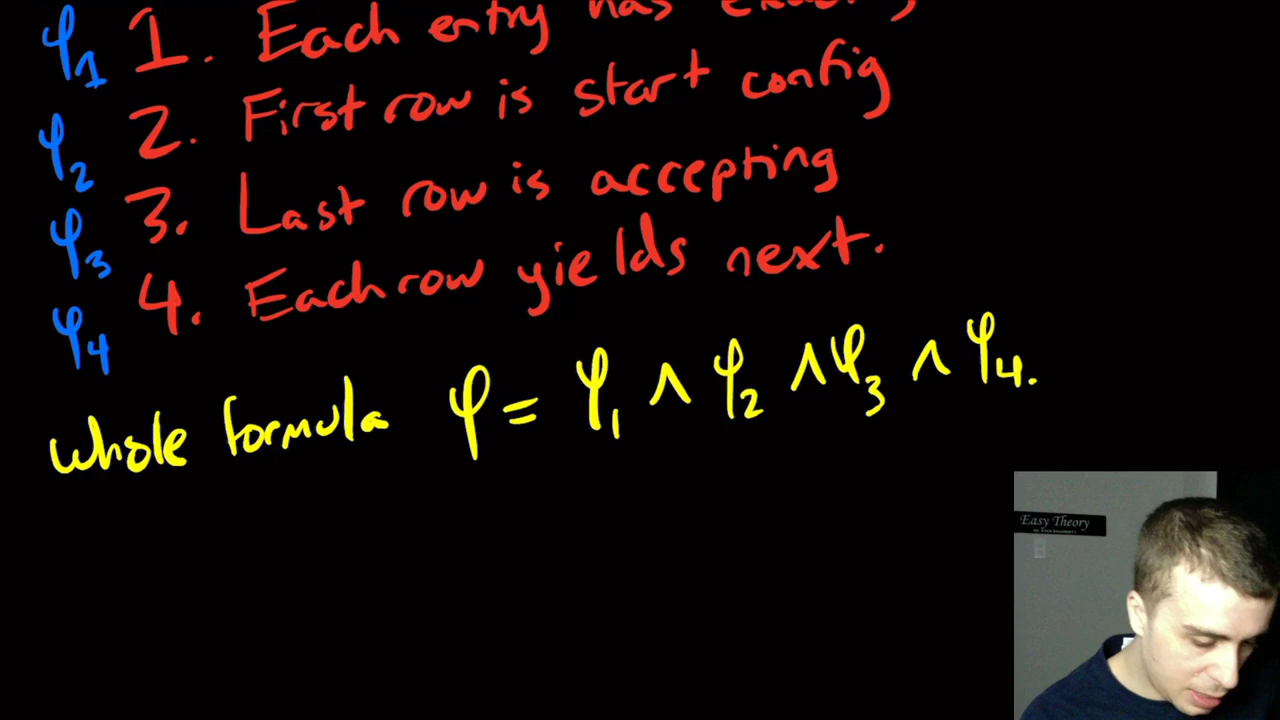 φ1 1. Each entry has
φ2 2. First row is start config
φ3 3. Last row is accepting
φ4 4. Each row yields next.
whole formula φ = φ1 ∧ φ2 ∧ φ3 ∧ φ4.
Easy Theory